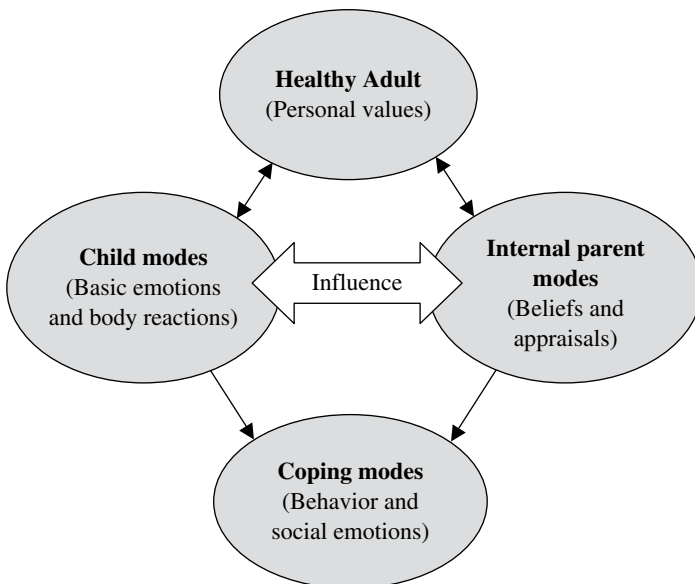 Healthy Adult
(Personal values)
Child modes
(Basic emotions
and body reactions)
Influence
Internal parent
modes
(Beliefs and
appraisals)
Coping modes
(Behavior and
social emotions)